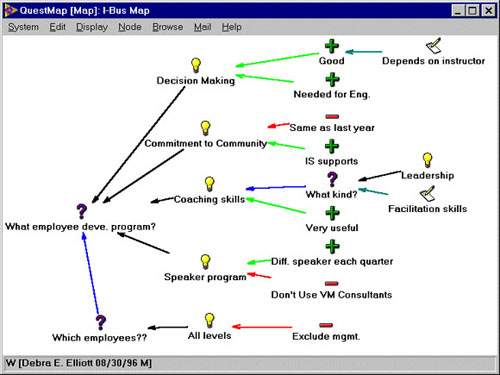 QuestMap [Map]: I-Bus Map
System Edit Display Node Browse Mail Help
Good
Depends on instructor
Decision Making
Needed for Eng.
Same as last year
Commitment to Community
IS supports
Leadership
Coaching skills
What kind?
Facilitation skills
What employee deve. program?
Very useful
Diff. speaker each quarter
Speaker program
Don't Use VM Consultants
Which employees??
All levels
Exclude mgmt.
W [Debra E. Elliott 08/30/96 M]